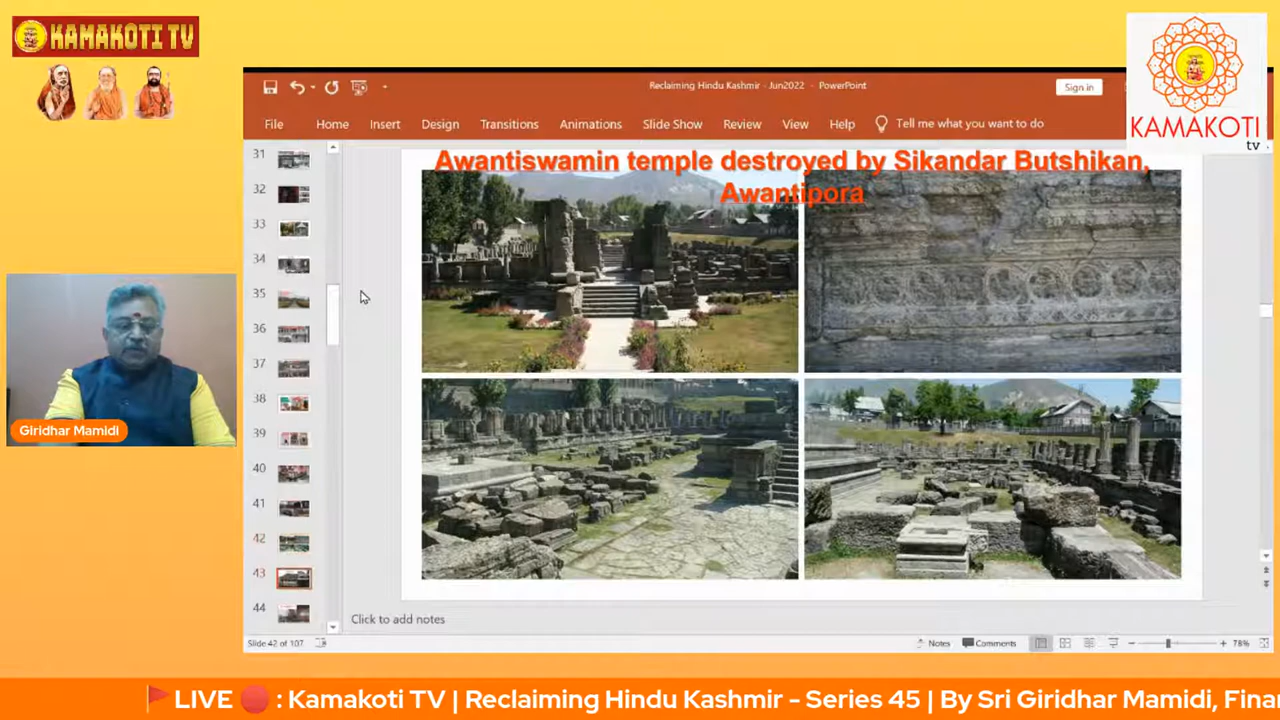 KAMAKOTI TV
KAMAKOTI
tv
Reclaiming Hindu Kashmir - Jun2022 - PowerPoint
Sign in
File Home Insert Design Transitions Animations Slide Show Review View Help Tell me what you want to do
Awantiswamin temple destroyed by Sikandar Butshikan,
Awantipora
31
32
33
34
35
36
37
38
39
40
41
42
43
44
Giridhar Mamidi
Click to add notes
Slide 42 of 107
Notes Comments 78%
LIVE : Kamakoti TV | Reclaiming Hindu Kashmir - Series 45 | By Sri Giridhar Mamidi, Finan